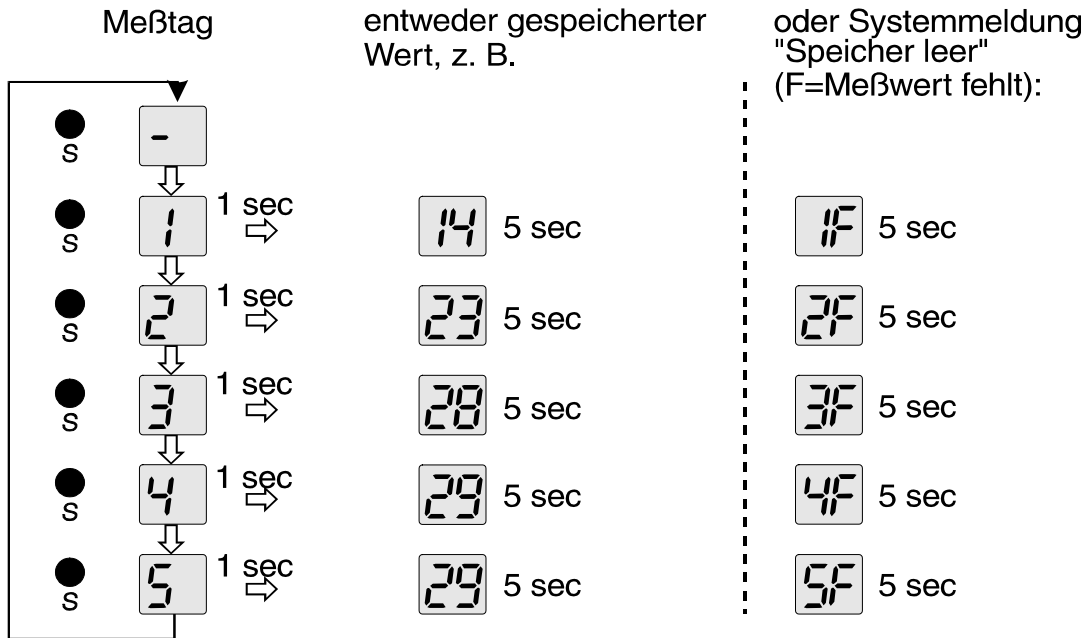 Meßtag
entweder gespeicherter
Wert, z. B.
oder Systemmeldung
"Speicher leer"
(F=Meßwert fehlt):
S -
S 1 1 sec 14 5 sec 1F 5 sec
S 2 1 sec 23 5 sec 2F 5 sec
S 3 1 sec 28 5 sec 3F 5 sec
S 4 1 sec 29 5 sec 4F 5 sec
S 5 1 sec 29 5 sec 5F 5 sec